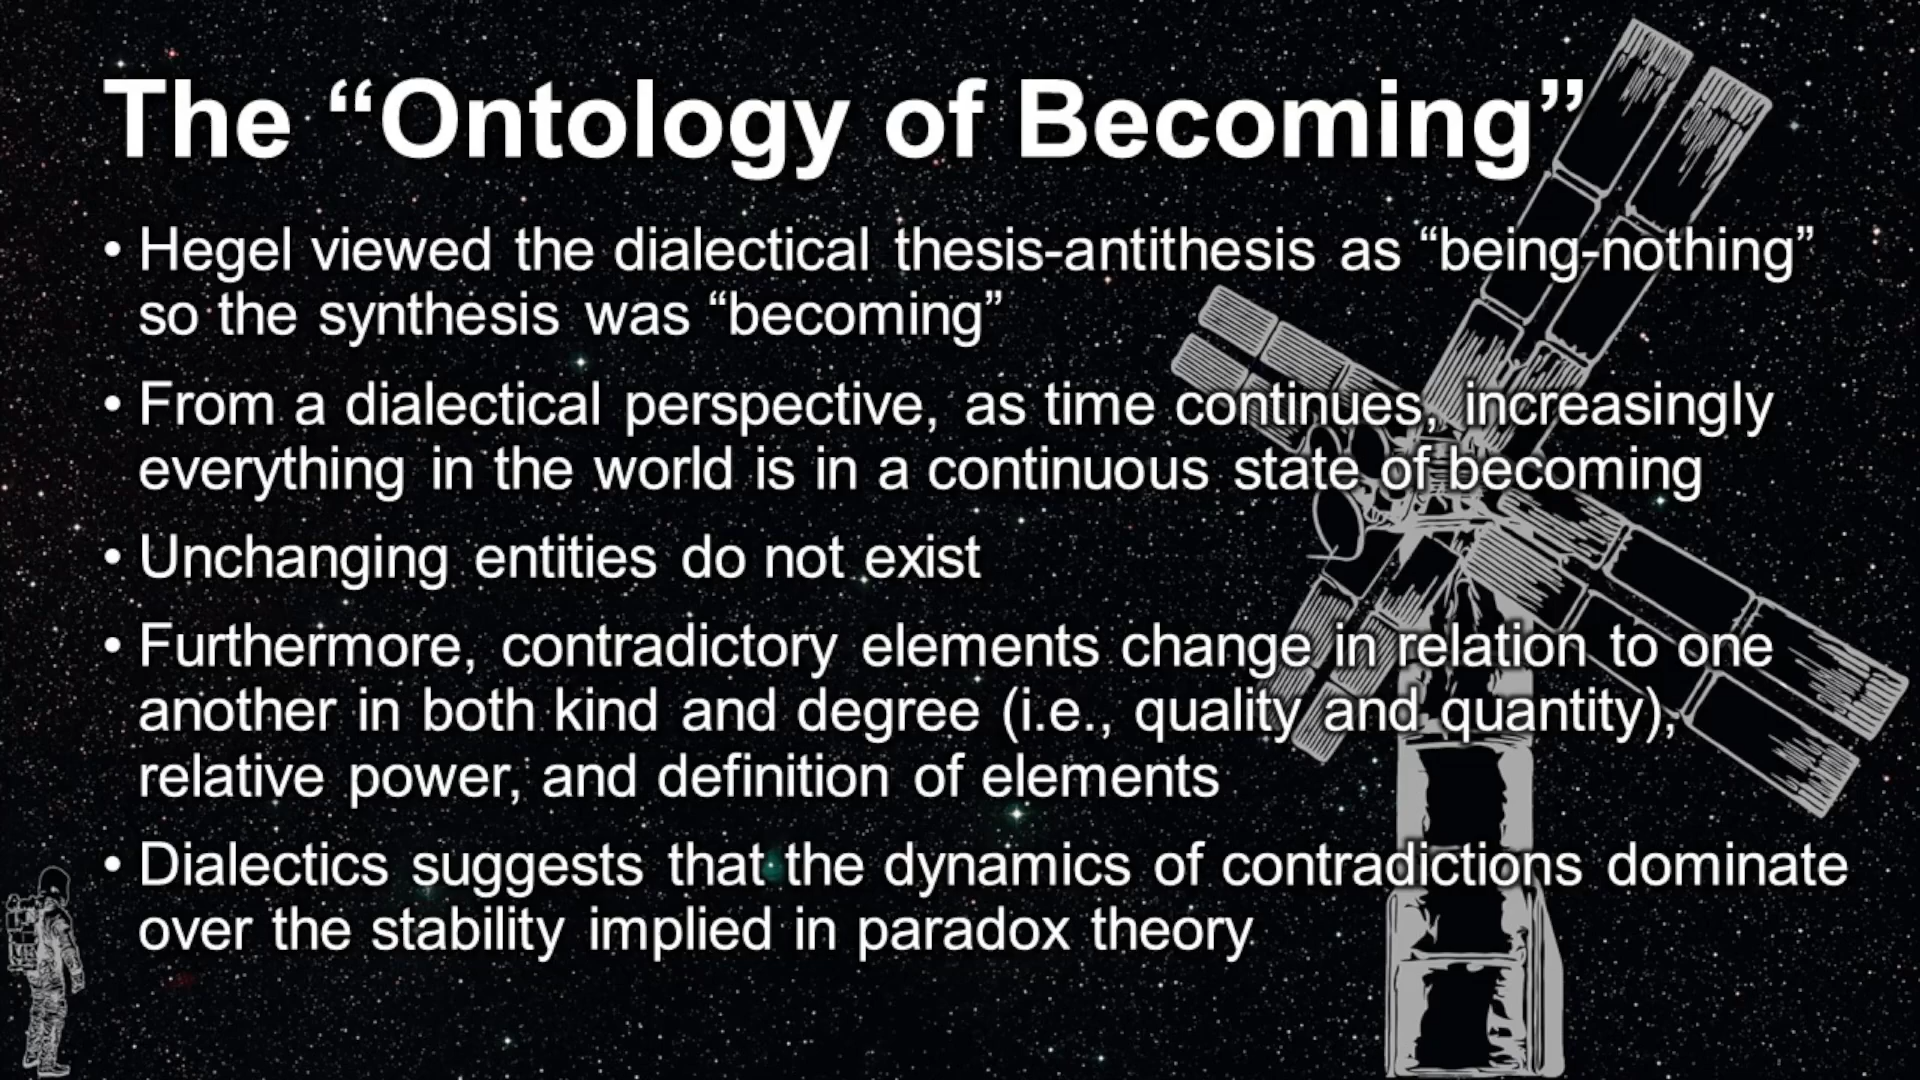 The “Ontology of Becoming”
• Hegel viewed the dialectical thesis-antithesis as “being-nothing”
so the synthesis was “becoming”
• From a dialectical perspective, as time continues, increasingly
everything in the world is in a continuous state of becoming
• Unchanging entities do not exist
• Furthermore, contradictory elements change in relation to one
another in both kind and degree (i.e., quality and quantity),
relative power, and definition of elements
• Dialectics suggests that the dynamics of contradictions dominate
over the stability implied in paradox theory